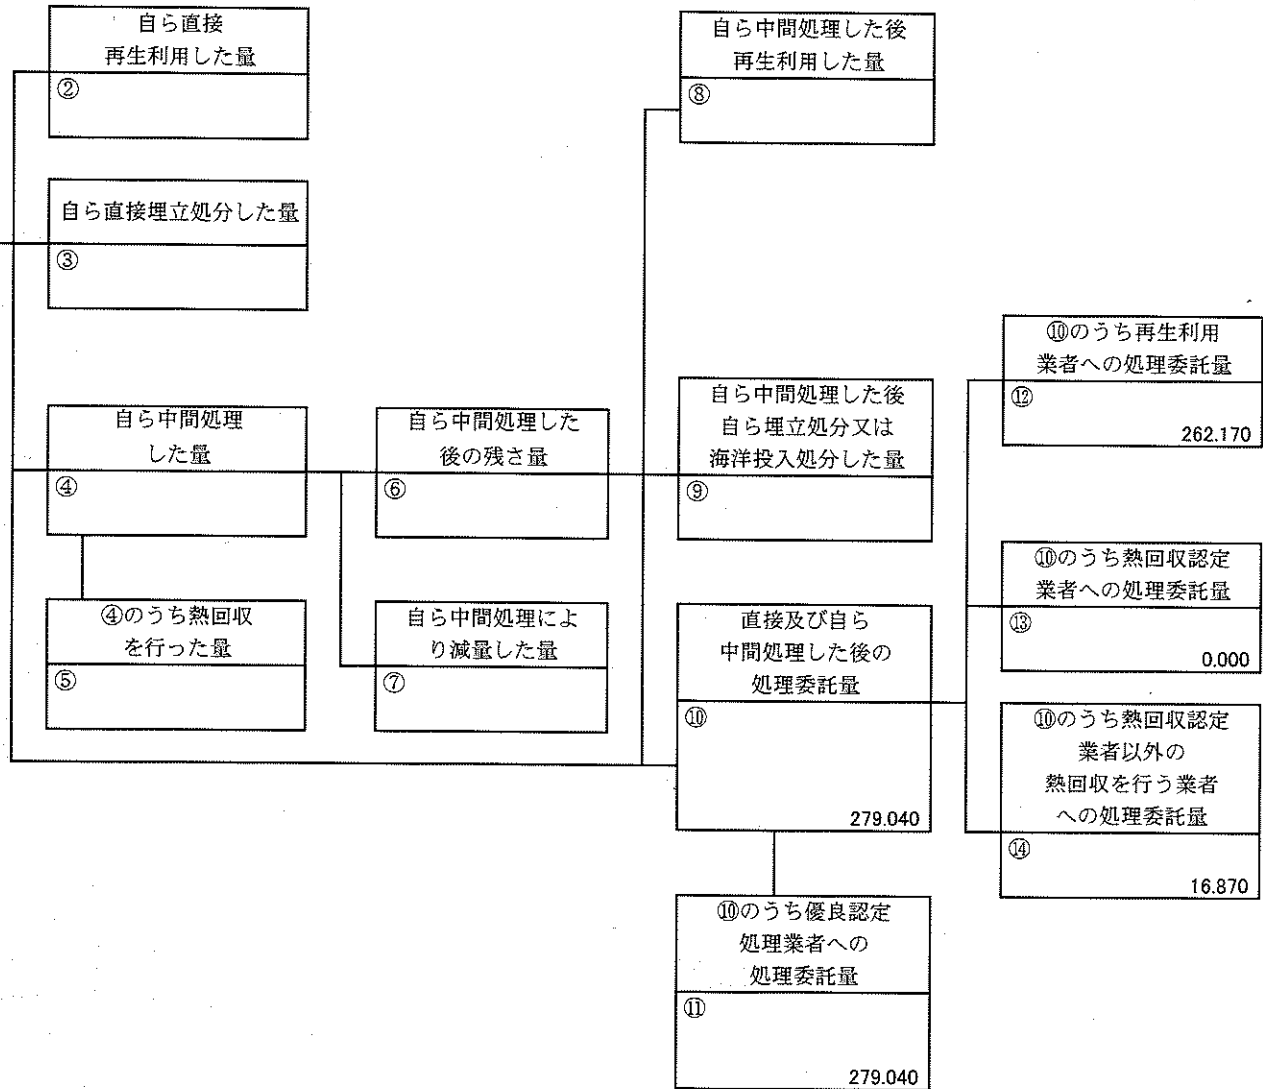 自ら直接
再生利用した量
②
自ら直接埋立処分した量
③
自ら中間処理
した量
④
④のうち熱回収
を行った量
⑤
自ら中間処理した
後の残さ量
⑥
自ら中間処理によ
り減量した量
⑦
自ら中間処理した後
再生利用した量
⑧
自ら中間処理した後
自ら埋立処分又は
海洋投入処分した量
⑨
直接及び自ら
中間処理した後の
処理委託量
⑩
279.040
⑩のうち優良認定
処理業者への
処理委託量
⑪
279.040
⑩のうち再生利用
業者への処理委託量
⑫
262.170
⑩のうち熱回収認定
業者への処理委託量
⑬
0.000
⑩のうち熱回収認定
業者以外の
熱回収を行う業者
への処理委託量
⑭
16.870